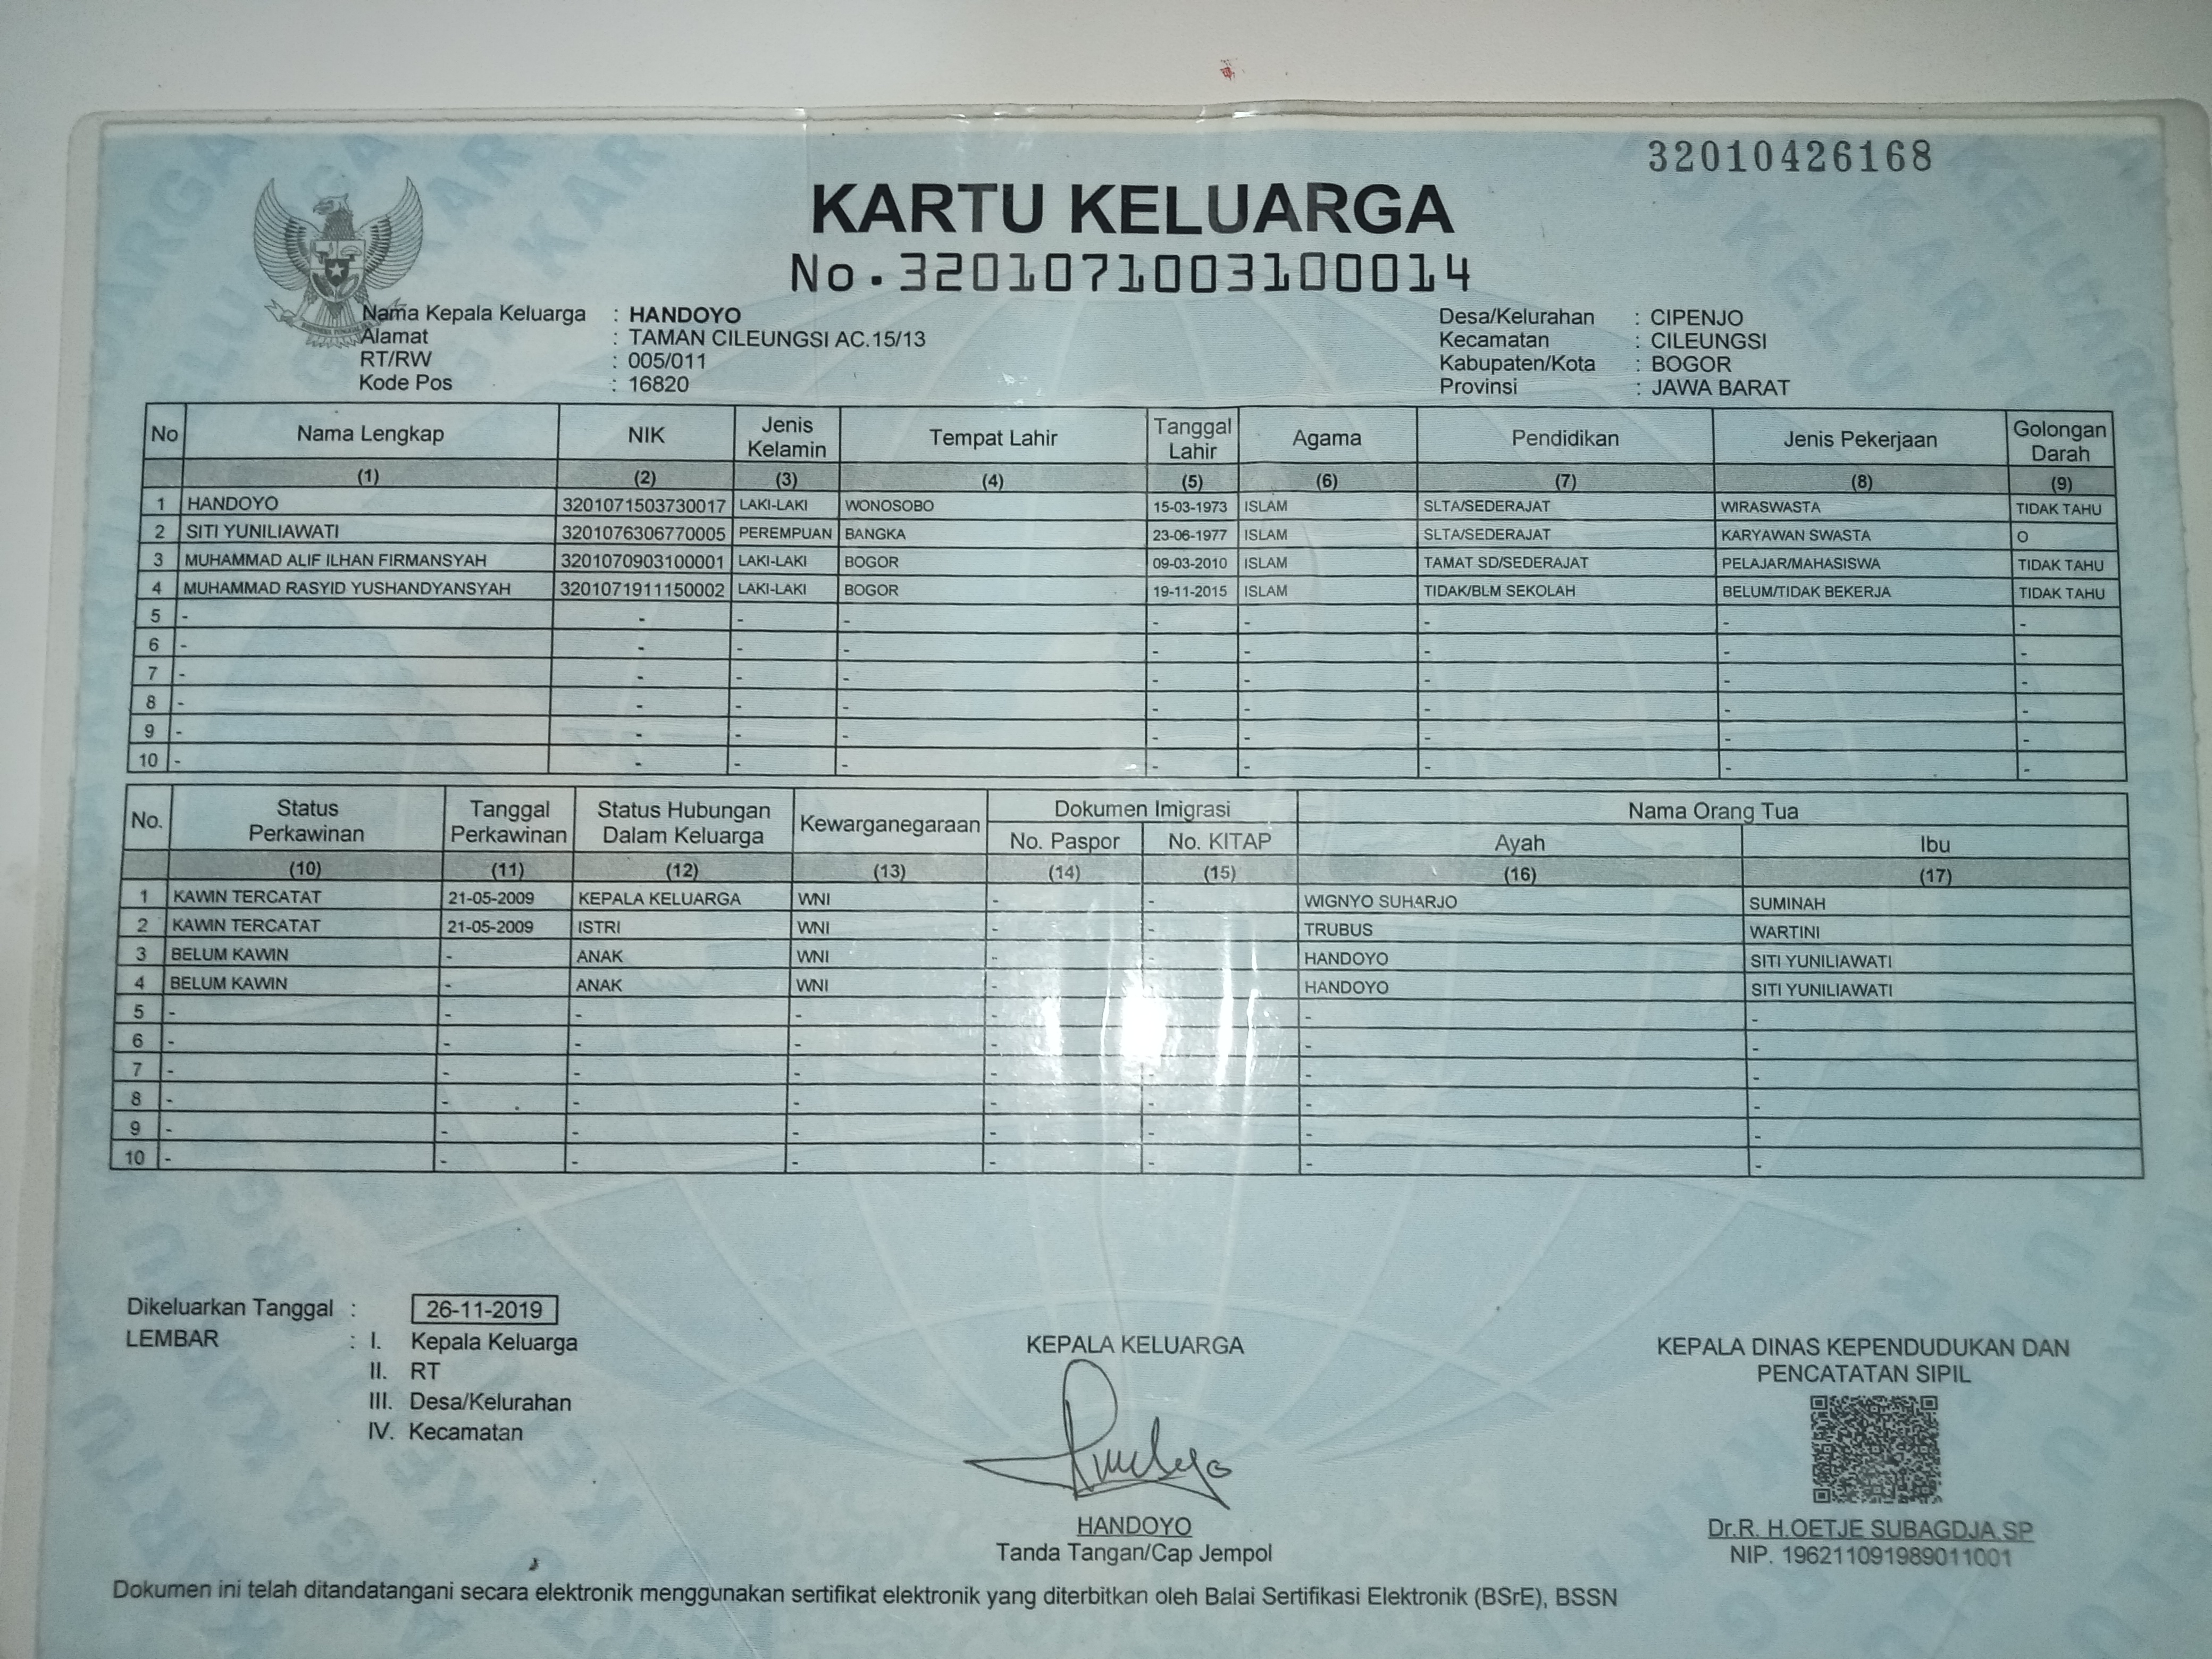 32010426168
KARTU KELUARGA
No.3201071003100014
Nama Kepala Keluarga : HANDOYO
Alamat : TAMAN CILEUNGSI AC.15/13
RT/RW : 005/011
Kode Pos : 16820
Desa/Kelurahan : CIPENJO
Kecamatan : CILEUNGSI
Kabupaten/Kota : BOGOR
Provinsi : JAWA BARAT
No Nama Lengkap NIK Jenis Kelamin Tempat Lahir Tanggal Lahir Agama Pendidikan Jenis Pekerjaan Golongan Darah
(1) (2) (3) (4) (5) (6) (7) (8) (9)
1 HANDOYO 3201071503730017 LAKI-LAKI WONOSOBO 15-03-1973 ISLAM SLTA/SEDERAJAT WIRASWASTA TIDAK TAHU
2 SITI YUNILIAWATI 3201076306770005 PEREMPUAN BANGKA 23-06-1977 ISLAM SLTA/SEDERAJAT KARYAWAN SWASTA O
3 MUHAMMAD ALIF ILHAN FIRMANSYAH 3201070903100001 LAKI-LAKI BOGOR 09-03-2010 ISLAM TAMAT SD/SEDERAJAT PELAJAR/MAHASISWA TIDAK TAHU
4 MUHAMMAD RASYID YUSHANDYANSYAH 3201071911150002 LAKI-LAKI BOGOR 19-11-2015 ISLAM TIDAK/BLM SEKOLAH BELUM/TIDAK BEKERJA TIDAK TAHU
5 - - - - - - - - -
6 - - - - - - - - -
7 - - - - - - - - -
8 - - - - - - - - -
9 - - - - - - - - -
10 - - - - - - - - -
No. Status Perkawinan Tanggal Perkawinan Status Hubungan Dalam Keluarga Kewarganegaraan Dokumen Imigrasi Nama Orang Tua
No. Paspor No. KITAP Ayah Ibu
(10) (11) (12) (13) (14) (15) (16) (17)
1 KAWIN TERCATAT 21-05-2009 KEPALA KELUARGA WNI - - WIGNYO SUHARJO SUMINAH
2 KAWIN TERCATAT 21-05-2009 ISTRI WNI - - TRUBUS WARTINI
3 BELUM KAWIN - ANAK WNI - - HANDOYO SITI YUNILIAWATI
4 BELUM KAWIN - ANAK WNI - - HANDOYO SITI YUNILIAWATI
5 - - - - - - - -
6 - - - - - - - -
7 - - - - - - - -
8 - - - - - - - -
9 - - - - - - - -
10 - - - - - - - -
Dikeluarkan Tanggal : 26-11-2019
LEMBAR : I. Kepala Keluarga
II. RT
III. Desa/Kelurahan
IV. Kecamatan
KEPALA KELUARGA
HANDOYO
Tanda Tangan/Cap Jempol
KEPALA DINAS KEPENDUDUKAN DAN
PENCATATAN SIPIL
Dr.R. H.OETJE SUBAGDJA.SP
NIP. 196211091989011001
Dokumen ini telah ditandatangani secara elektronik menggunakan sertifikat elektronik yang diterbitkan oleh Balai Sertifikasi Elektronik (BSrE), BSSN